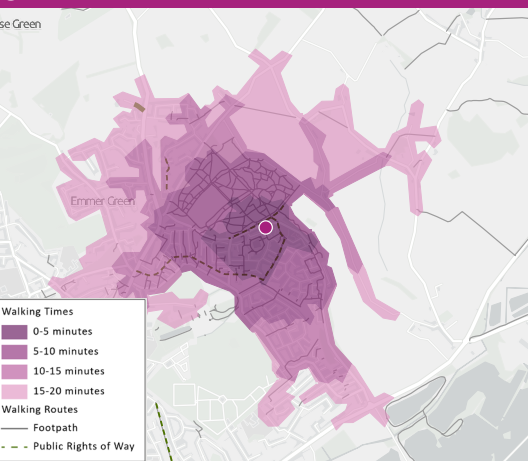 se Green
Emmer Green
Walking Times
0-5 minutes
5-10 minutes
10-15 minutes
15-20 minutes
Walking Routes
Footpath
Public Rights of Way